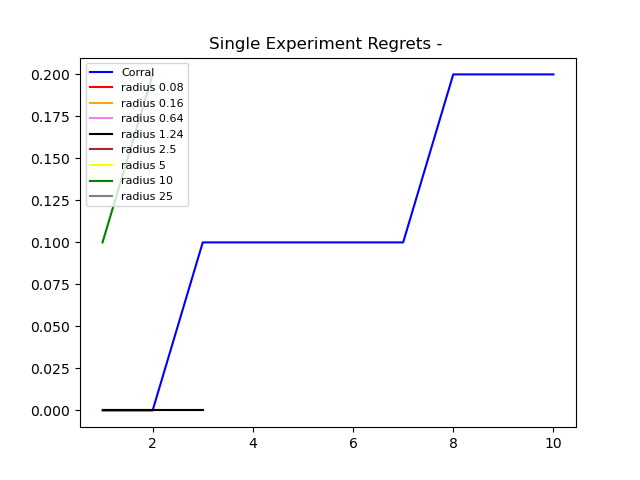 Single Experiment Regrets -
0.200
0.175
0.150
0.125
0.100
0.075
0.050
0.025
0.000
Corral
radius 0.08
radius 0.16
radius 0.64
radius 1.24
radius 2.5
radius 5
radius 10
radius 25
2
4
6
8
10